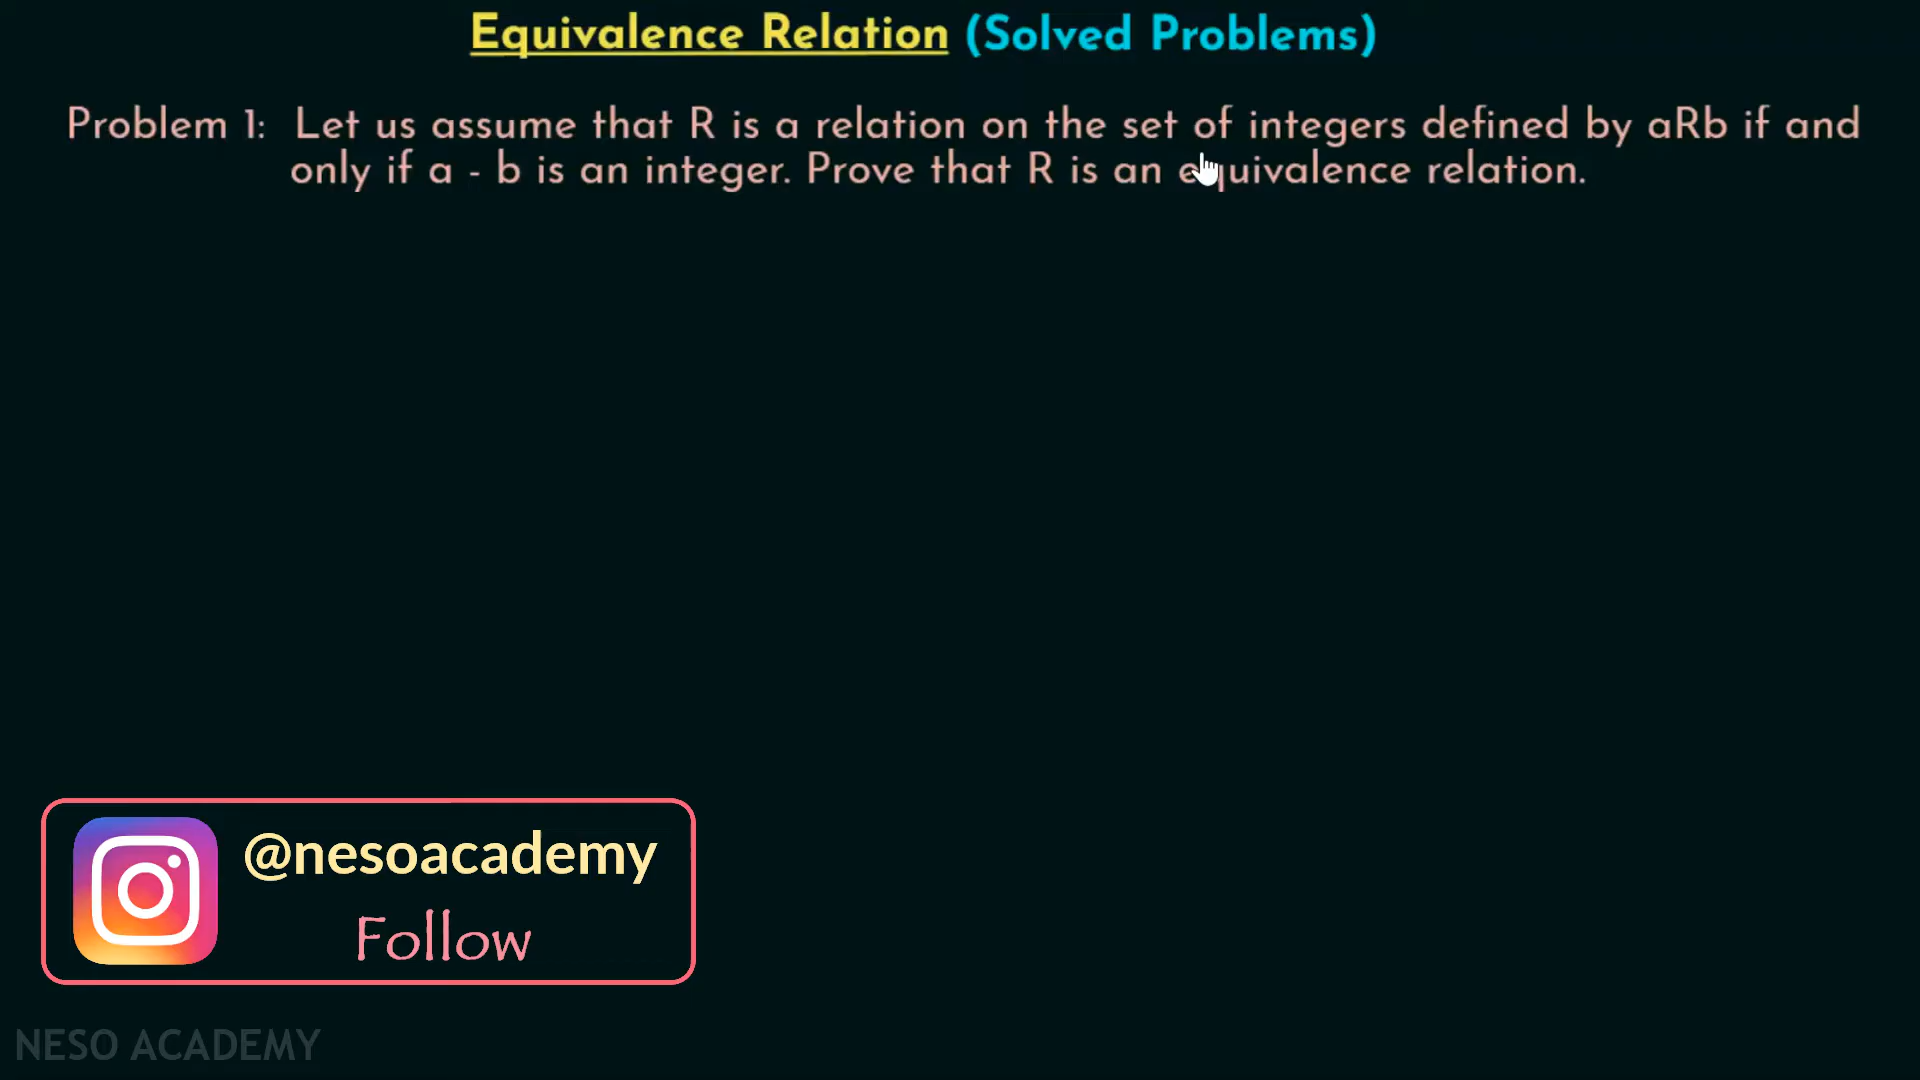 Equivalence Relation (Solved Problems)
Problem 1: Let us assume that R is a relation on the set of integers defined by aRb if and
only if a - b is an integer. Prove that R is an equivalence relation.
@nesoacademy
Follow
NESO ACADEMY